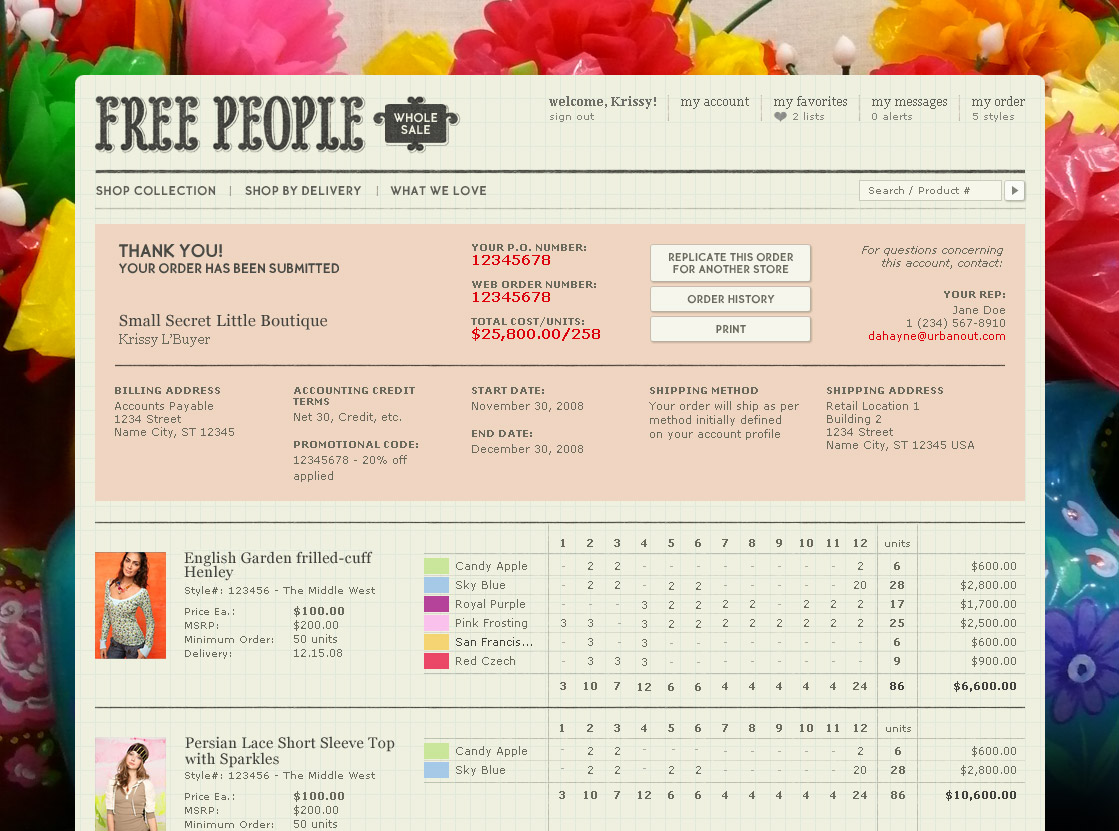 FREE PEOPLE WHOLE SALE
welcome, Krissy! my account my favorites my messages my order
sign out 2 lists 0 alerts 5 styles
SHOP COLLECTION SHOP BY DELIVERY WHAT WE LOVE
Search / Product #
THANK YOU!
YOUR ORDER HAS BEEN SUBMITTED
Small Secret Little Boutique
Krissy L'Buyer
YOUR P.O. NUMBER:
12345678
WEB ORDER NUMBER:
12345678
TOTAL COST/UNITS:
$25,800.00/258
REPLICATE THIS ORDER
FOR ANOTHER STORE
ORDER HISTORY
PRINT
For questions concerning
this account, contact:
YOUR REP:
Jane Doe
1 (234) 567-8910
dahayne@urbanout.com
BILLING ADDRESS
Accounts Payable
1234 Street
Name City, ST 12345
ACCOUNTING CREDIT
TERMS
Net 30, Credit, etc.
PROMOTIONAL CODE:
12345678 - 20% off
applied
START DATE:
November 30, 2008
END DATE:
December 30, 2008
SHIPPING METHOD
Your order will ship as per
method initially defined
on your account profile
SHIPPING ADDRESS
Retail Location 1
Building 2
1234 Street
Name City, ST 12345 USA
English Garden frilled-cuff
Henley
Style#: 123456 - The Middle West
Price Ea.: $100.00
MSRP: $200.00
Minimum Order: 50 units
Delivery: 12.15.08
1 2 3 4 5 6 7 8 9 10 11 12 units
Candy Apple - 2 2 - - - - - - - - 2 6 $600.00
Sky Blue - 2 2 - 2 2 - - - - - 20 28 $2,800.00
Royal Purple - - - 3 2 2 2 2 - 2 2 2 17 $1,700.00
Pink Frosting 3 3 - 3 2 2 2 2 2 2 2 2 25 $2,500.00
San Francis... - 3 - 3 - - - - - - - - 6 $600.00
Red Czech - 3 3 3 - - - - - - - - 9 $900.00
3 10 7 12 6 6 4 4 4 4 4 24 86 $6,600.00
Persian Lace Short Sleeve Top
with Sparkles
Style#: 123456 - The Middle West
Price Ea.: $100.00
MSRP: $200.00
Minimum Order: 50 units
1 2 3 4 5 6 7 8 9 10 11 12 units
Candy Apple - 2 2 - - - - - - - - 2 6 $600.00
Sky Blue - 2 2 - 2 2 - - - - - 20 28 $2,800.00
3 10 7 12 6 6 4 4 4 4 4 24 86 $10,600.00